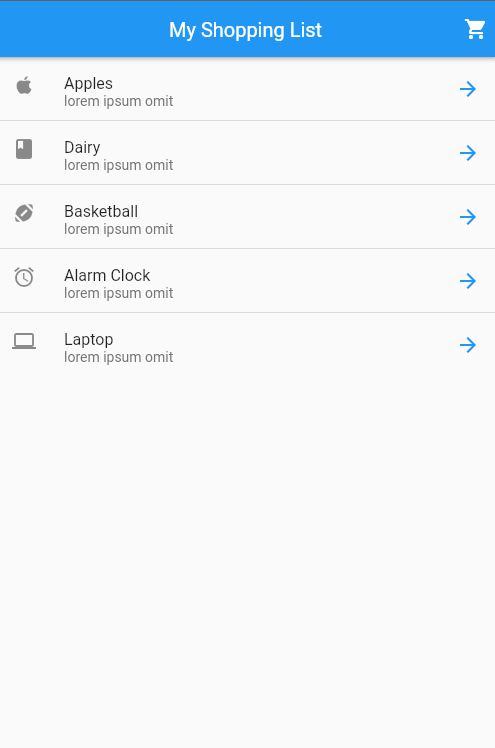 My Shopping List
Apples
lorem ipsum omit
Dairy
lorem ipsum omit
Basketball
lorem ipsum omit
Alarm Clock
lorem ipsum omit
Laptop
lorem ipsum omit